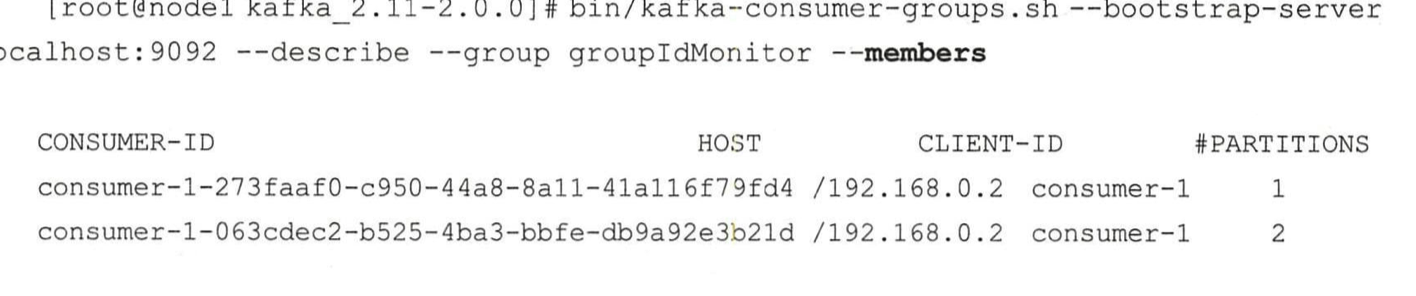 [root@node1 kafka_2.11-2.0.0]# bin/kafka-consumer-groups.sh --bootstrap-server
ocalhost:9092 --describe --group groupIdMonitor --members
CONSUMER-ID HOST CLIENT-ID #PARTITIONS
consumer-1-273faaf0-c950-44a8-8a11-41a116f79fd4 /192.168.0.2 consumer-1 1
consumer-1-063cdec2-b525-4ba3-bbfe-db9a92e3b21d /192.168.0.2 consumer-1 2